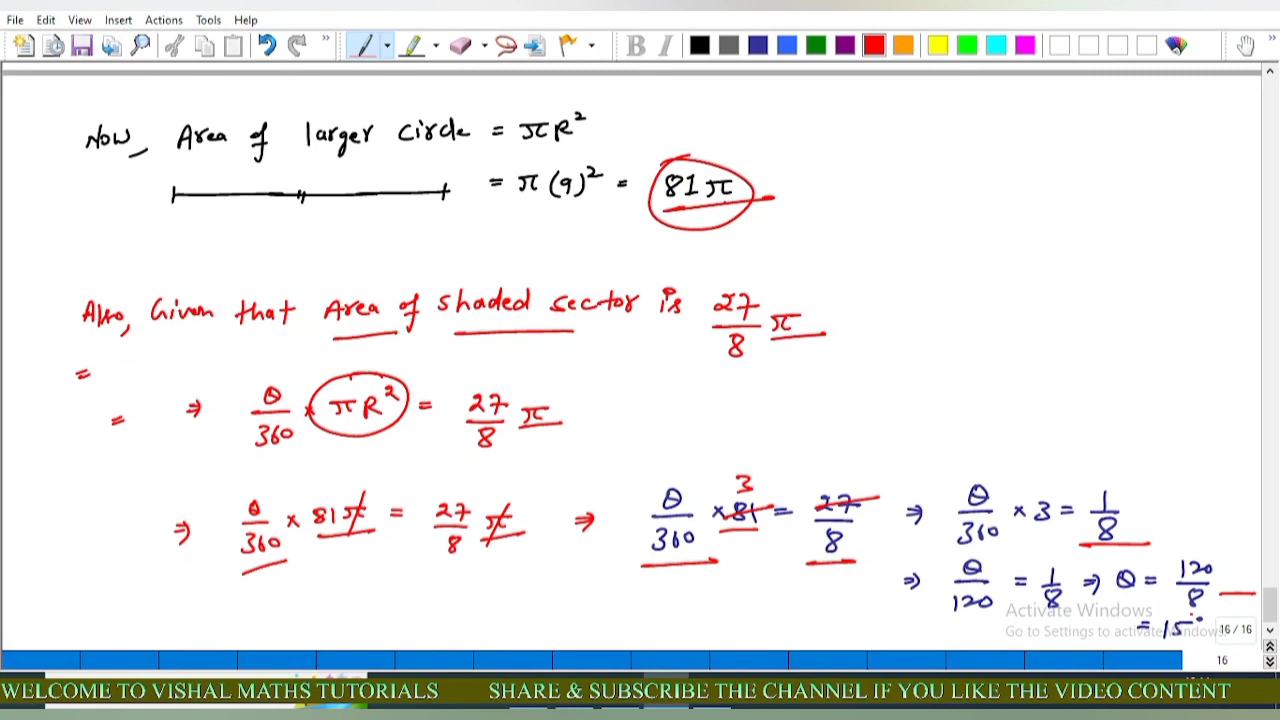 File Edit View Insert Actions Tools Help
B I
Now, Area of larger circle = πR²
= π(9)² = 81π
Also, Given that Area of shaded sector is 27/8 π
=
= ⇒ θ/360 × πR² = 27/8 π
⇒ θ/360 × 81π = 27/8 π ⇒ θ/360 × 81 3 = 27/8 ⇒ θ/360 × 3 = 1/8
⇒ θ/120 = 1/8 ⇒ θ = 120/8
= 15°
Activate Windows
Go to Settings to activate Windows.
16 / 16
16
WELCOME TO VISHAL MATHS TUTORIALS SHARE & SUBSCRIBE THE CHANNEL IF YOU LIKE THE VIDEO CONTENT